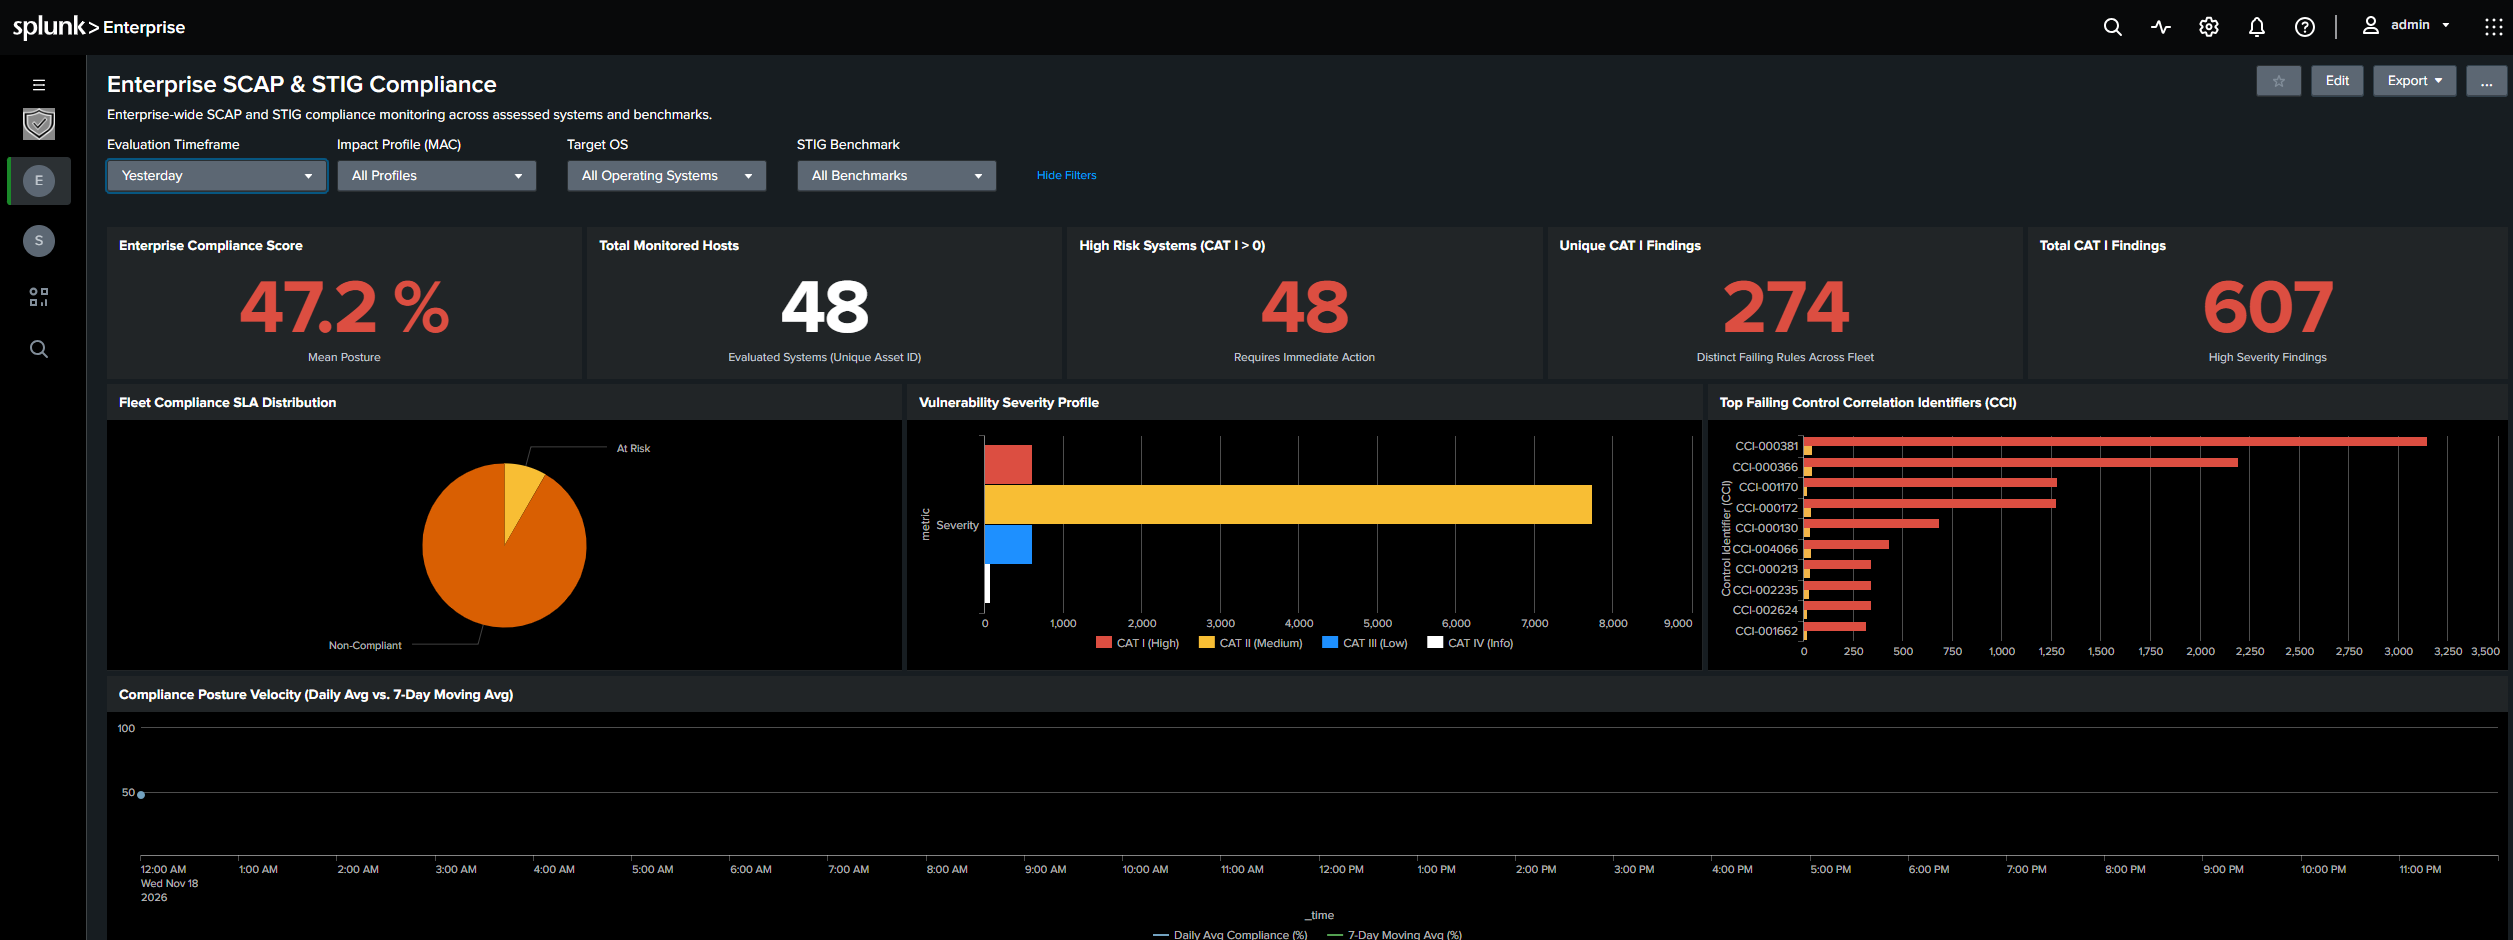 splunk> Enterprise
admin
Enterprise SCAP & STIG Compliance
Edit
Export
...
Enterprise-wide SCAP and STIG compliance monitoring across assessed systems and benchmarks.
Evaluation Timeframe
Impact Profile (MAC)
Target OS
STIG Benchmark
Yesterday
All Profiles
All Operating Systems
All Benchmarks
Hide Filters
E
S
Enterprise Compliance Score
47.2 %
Mean Posture
Total Monitored Hosts
48
Evaluated Systems (Unique Asset ID)
High Risk Systems (CAT I > 0)
48
Requires Immediate Action
Unique CAT I Findings
274
Distinct Failing Rules Across Fleet
Total CAT I Findings
607
High Severity Findings
Fleet Compliance SLA Distribution
At Risk
Non-Compliant
Vulnerability Severity Profile
metric
Severity
0
1,000
2,000
3,000
4,000
5,000
6,000
7,000
8,000
9,000
CAT I (High)
CAT II (Medium)
CAT III (Low)
CAT IV (Info)
Top Failing Control Correlation Identifiers (CCI)
Control Identifier (CCI)
CCI-000381
CCI-000366
CCI-001170
CCI-000172
CCI-000130
CCI-004066
CCI-000213
CCI-002235
CCI-002624
CCI-001662
0
250
500
750
1,000
1,250
1,500
1,750
2,000
2,250
2,500
2,750
3,000
3,250
3,500
Compliance Posture Velocity (Daily Avg vs. 7-Day Moving Avg)
100
50
12:00 AM
Wed Nov 18
2026
1:00 AM
2:00 AM
3:00 AM
4:00 AM
5:00 AM
6:00 AM
7:00 AM
8:00 AM
9:00 AM
10:00 AM
11:00 AM
12:00 PM
1:00 PM
2:00 PM
3:00 PM
4:00 PM
5:00 PM
6:00 PM
7:00 PM
8:00 PM
9:00 PM
10:00 PM
11:00 PM
_time
Daily Avg Compliance (%)
7-Day Moving Avg (%)